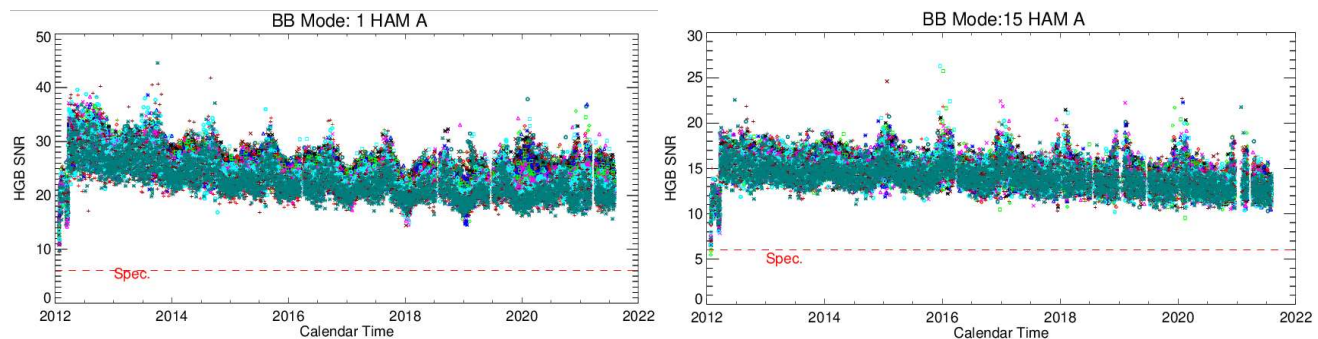 BB Mode: 1 HAM A
50
40
30
20
10
0
HGB SNR
Spec.
2012 2014 2016 2018 2020 2022
Calendar Time
BB Mode:15 HAM A
30
25
20
15
10
5
0
HGB SNR
Spec.
2012 2014 2016 2018 2020 2022
Calendar Time